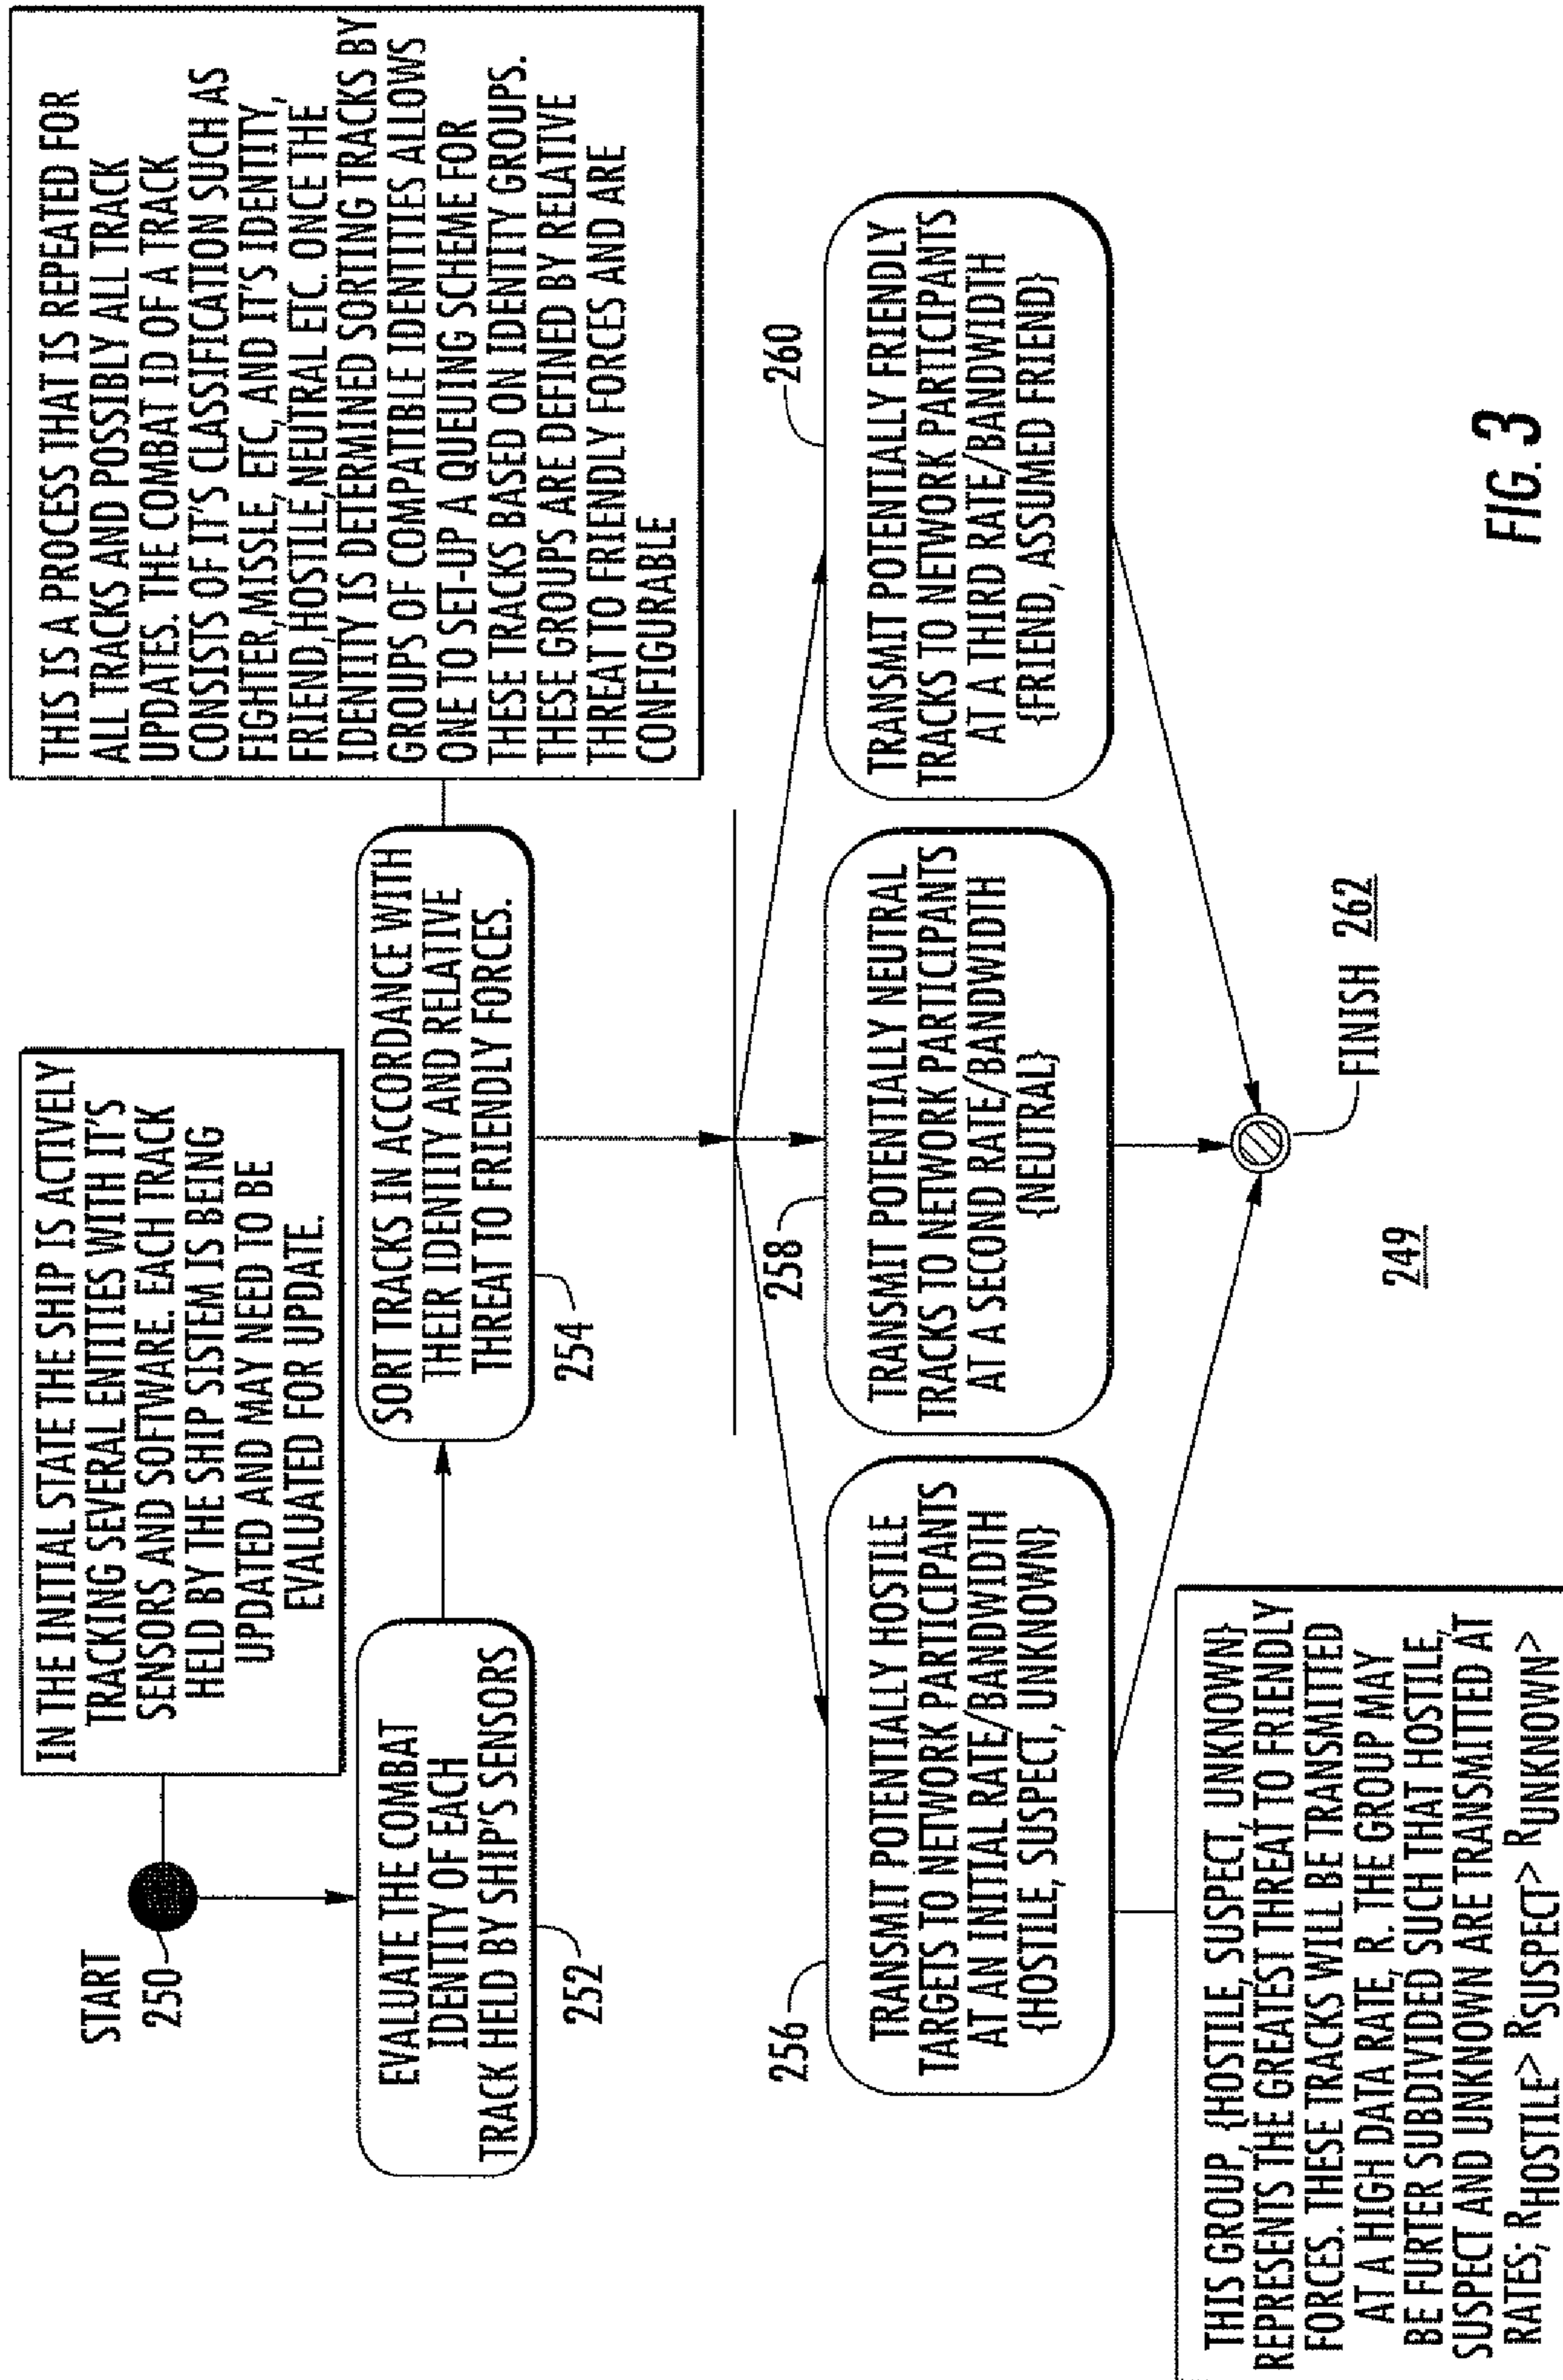 START
250
IN THE INITIAL STATE THE SHIP IS ACTIVELY
TRACKING SEVERAL ENTITIES WITH IT'S
SENSORS AND SOFTWARE. EACH TRACK
HELD BY THE SHIP SISTEM IS BEING
UPDATED AND MAY NEED TO BE
EVALUATED FOR UPDATE.
EVALUATE THE COMBAT
IDENTITY OF EACH
TRACK HELD BY SHIP'S SENSORS
252
SORT TRACKS IN ACCORDANCE WITH
THEIR IDENTITY AND RELATIVE
THREAT TO FRIENDLY FORCES.
254
THIS IS A PROCESS THAT IS REPEATED FOR
ALL TRACKS AND POSSIBLY ALL TRACK
UPDATES. THE COMBAT ID OF A TRACK
CONSISTS OF IT'S CLASSIFICATION SUCH AS
FIGHTER,MISSLE, ETC, AND IT'S IDENTITY,
FRIEND,HOSTILE,NEUTRAL ETC. ONCE THE
IDENTITY IS DETERMINED SORTING TRACKS BY
GROUPS OF COMPATIBLE IDENTITIES ALLOWS
ONE TO SET-UP A QUEUING SCHEME FOR
THESE TRACKS BASED ON IDENTITY GROUPS.
THESE GROUPS ARE DEFINED BY RELATIVE
THREAT TO FRIENDLY FORCES AND ARE
CONFIGURABLE
256
TRANSMIT POTENTIALLY HOSTILE
TARGETS TO NETWORK PARTICIPANTS
AT AN INITIAL RATE/BANDWIDTH
{HOSTILE, SUSPECT, UNKNOWN}
258
TRANSMIT POTENTIALLY NEUTRAL
TRACKS TO NETWORK PARTICIPANTS
AT A SECOND RATE/BANDWIDTH
{NEUTRAL}
260
TRANSMIT POTENTIALLY FRIENDLY
TRACKS TO NETWORK PARTICIPANTS
AT A THIRD RATE/BANDWIDTH
{FRIEND, ASSUMED FRIEND}
THIS GROUP, {HOSTILE, SUSPECT, UNKNOWN}
REPRESENTS THE GREATEST THREAT TO FRIENDLY
FORCES. THESE TRACKS WILL BE TRANSMITTED
AT A HIGH DATA RATE, R. THE GROUP MAY
BE FURTER SUBDIVIDED SUCH THAT HOSTILE,
SUSPECT AND UNKNOWN ARE TRANSMITTED AT
RATES; RHOSTILE> RSUSPECT> RUNKNOWN>
FINISH 262
249
FIG. 3